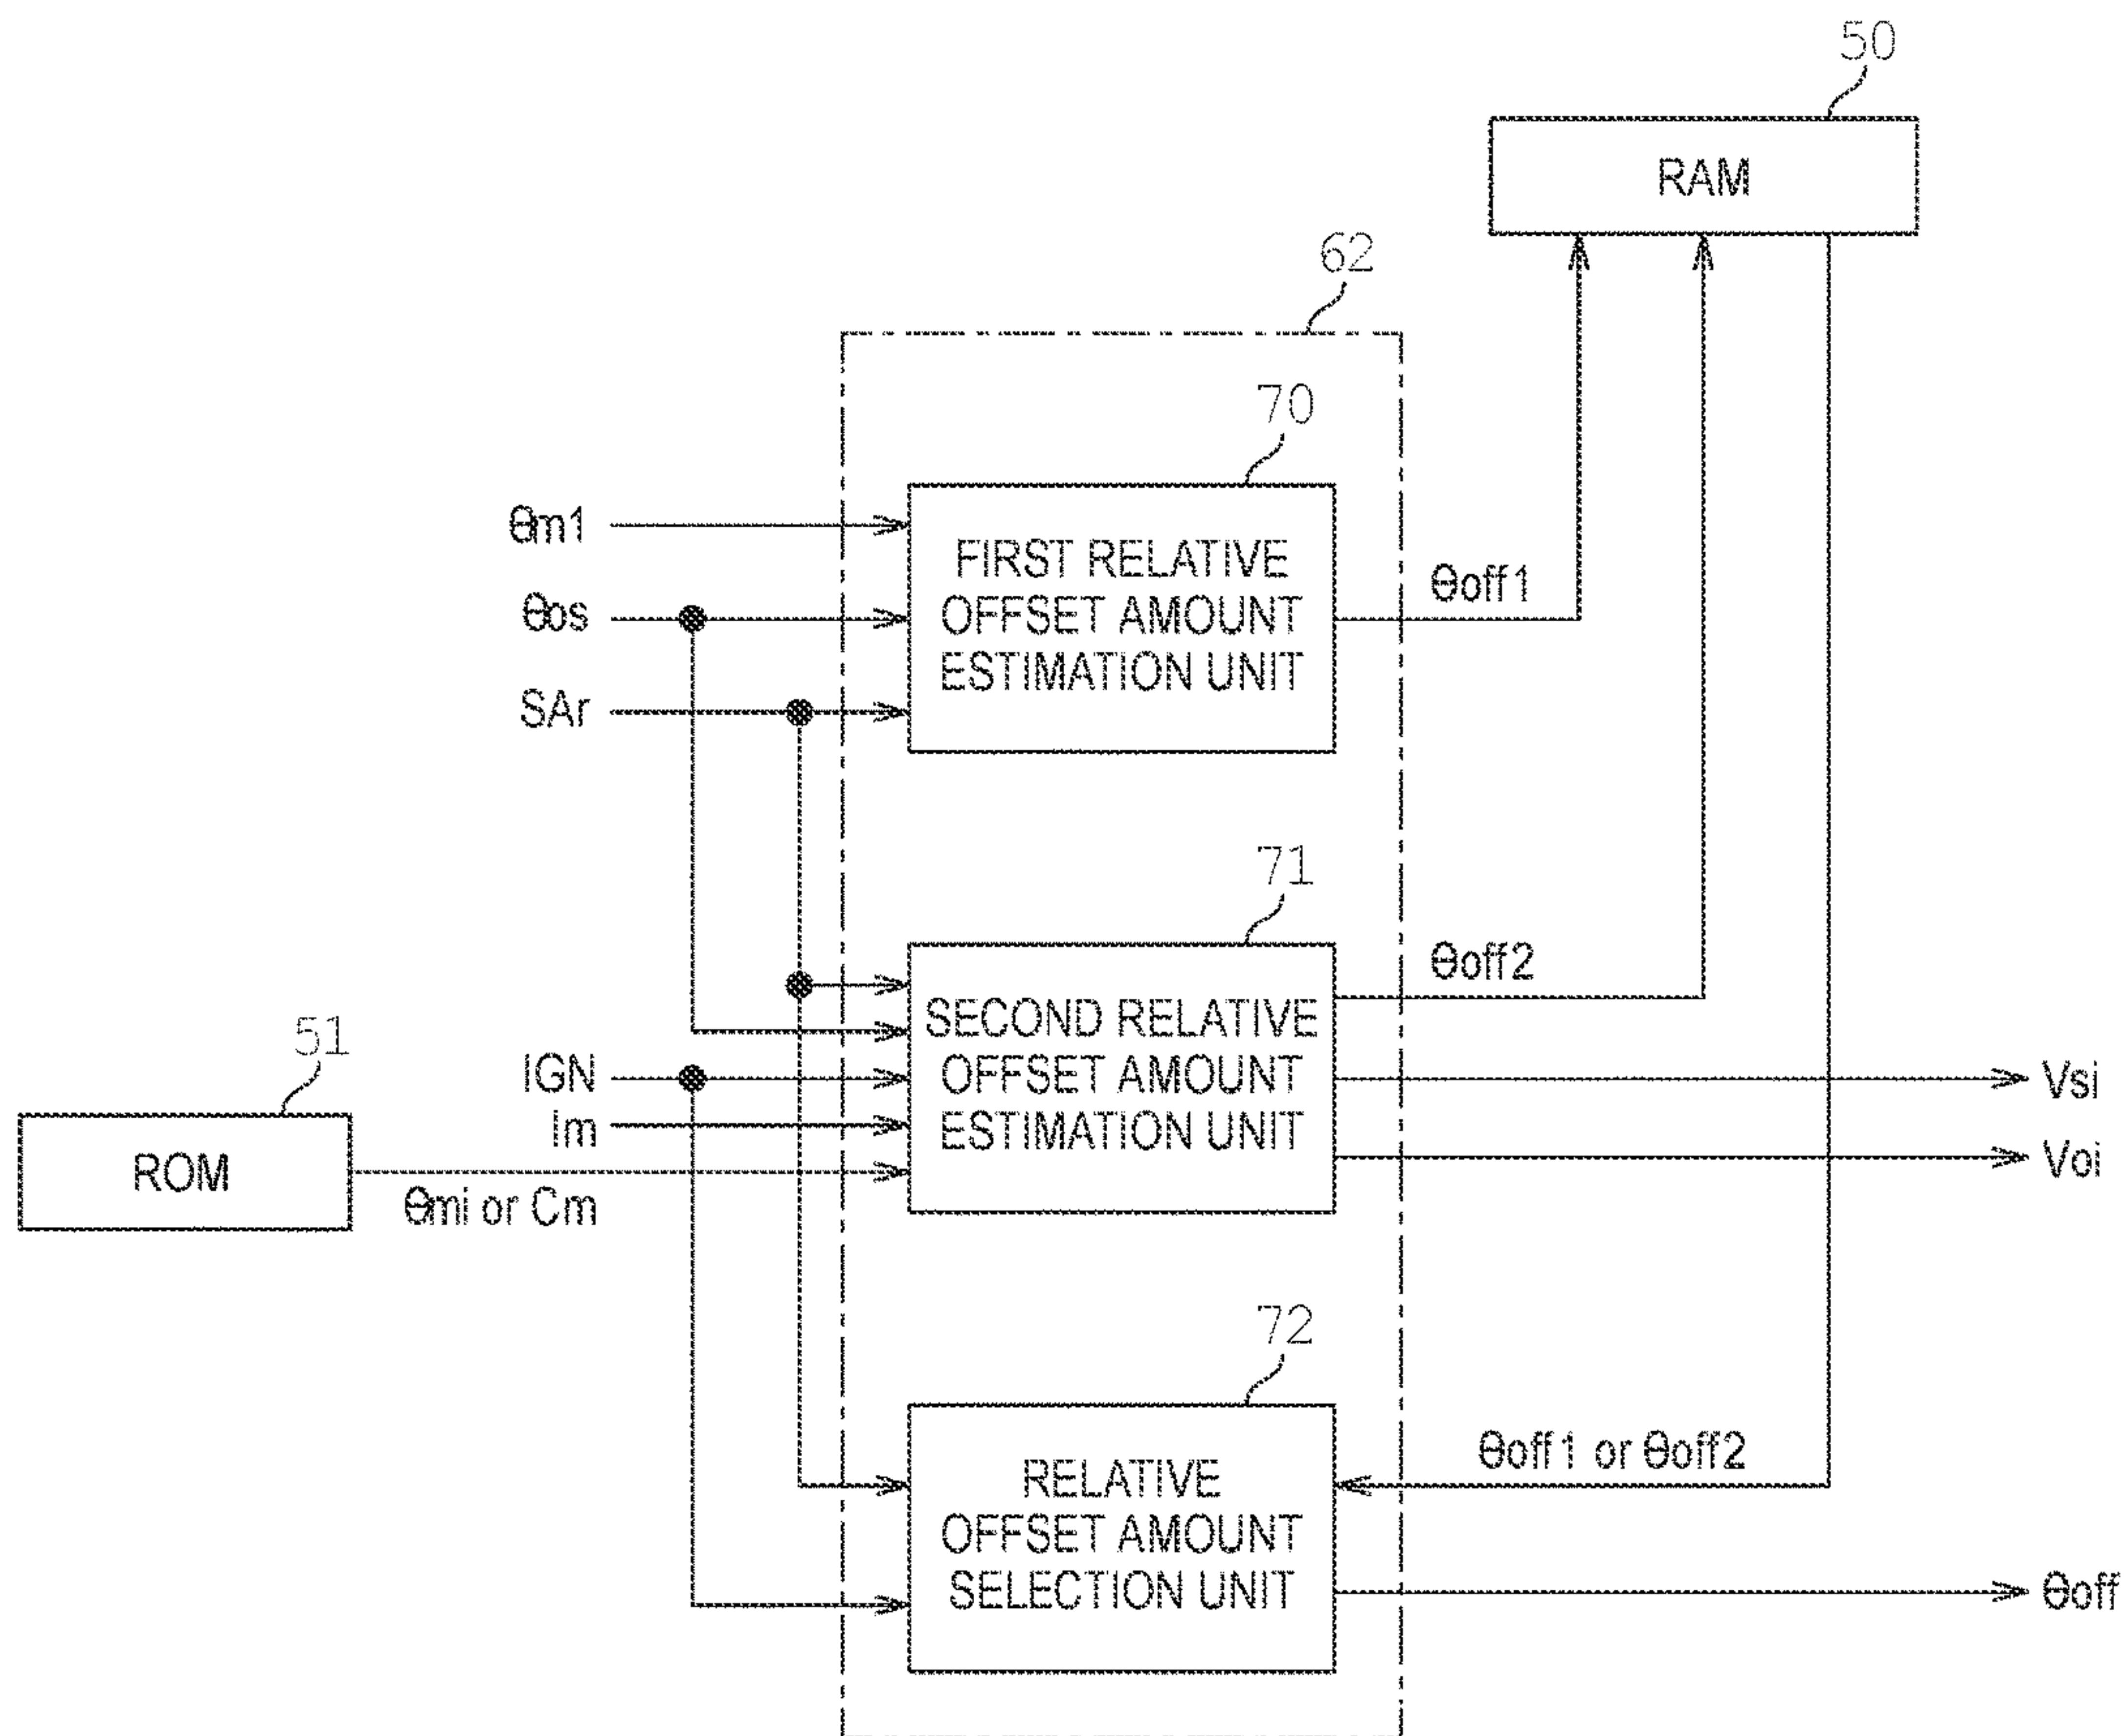 50
RAM
62
70
θm1
θos
SAr
FIRST RELATIVE
OFFSET AMOUNT
ESTIMATION UNIT
θoff1
71
θoff2
51
ROM
IGN
Im
θmi or Cm
SECOND RELATIVE
OFFSET AMOUNT
ESTIMATION UNIT
Vsi
Voi
72
RELATIVE
OFFSET AMOUNT
SELECTION UNIT
θoff1 or θoff2
θoff